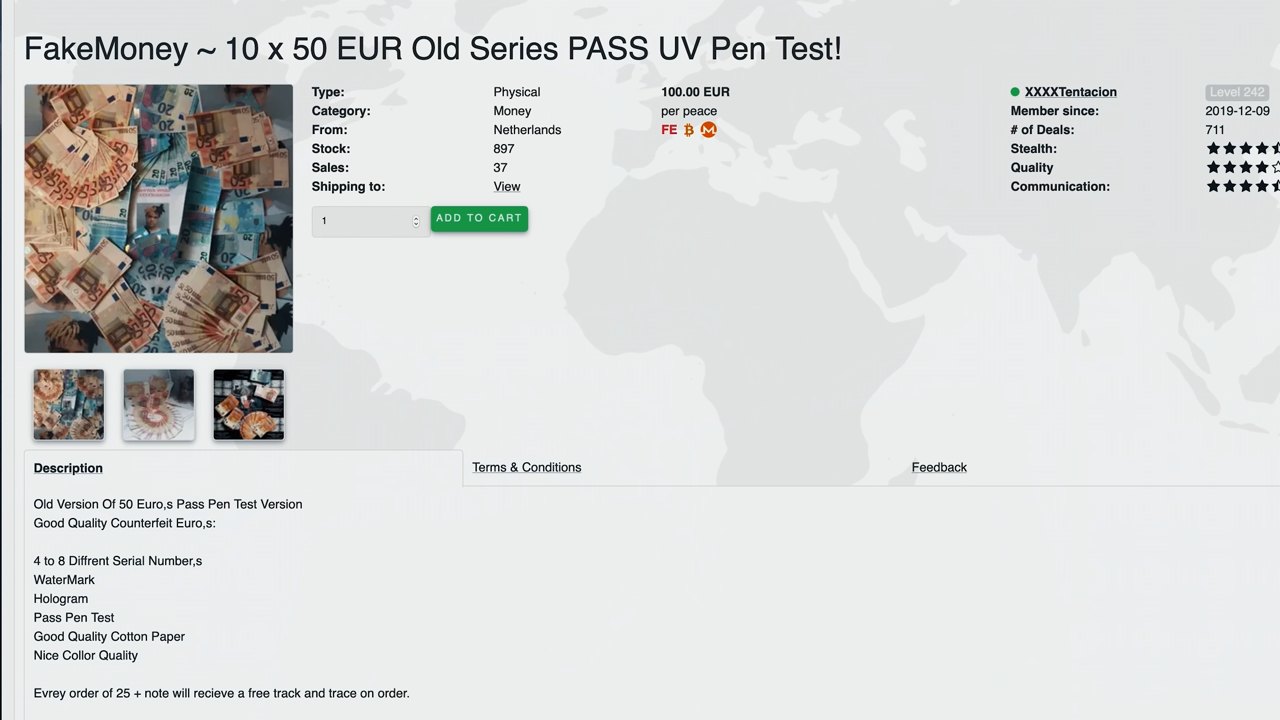 FakeMoney ~ 10 x 50 EUR Old Series PASS UV Pen Test!
Type: Physical 100.00 EUR
Category: Money per peace
From: Netherlands FE
Stock: 897
Sales: 37
Shipping to: View
1 ADD TO CART
XXXXTentacion Level 242
Member since: 2019-12-09
# of Deals: 711
Stealth:
Quality
Communication:
Description Terms & Conditions Feedback
Old Version Of 50 Euro,s Pass Pen Test Version
Good Quality Counterfeit Euro,s:
4 to 8 Diffrent Serial Number,s
WaterMark
Hologram
Pass Pen Test
Good Quality Cotton Paper
Nice Collor Quality
Evrey order of 25 + note will recieve a free track and trace on order.